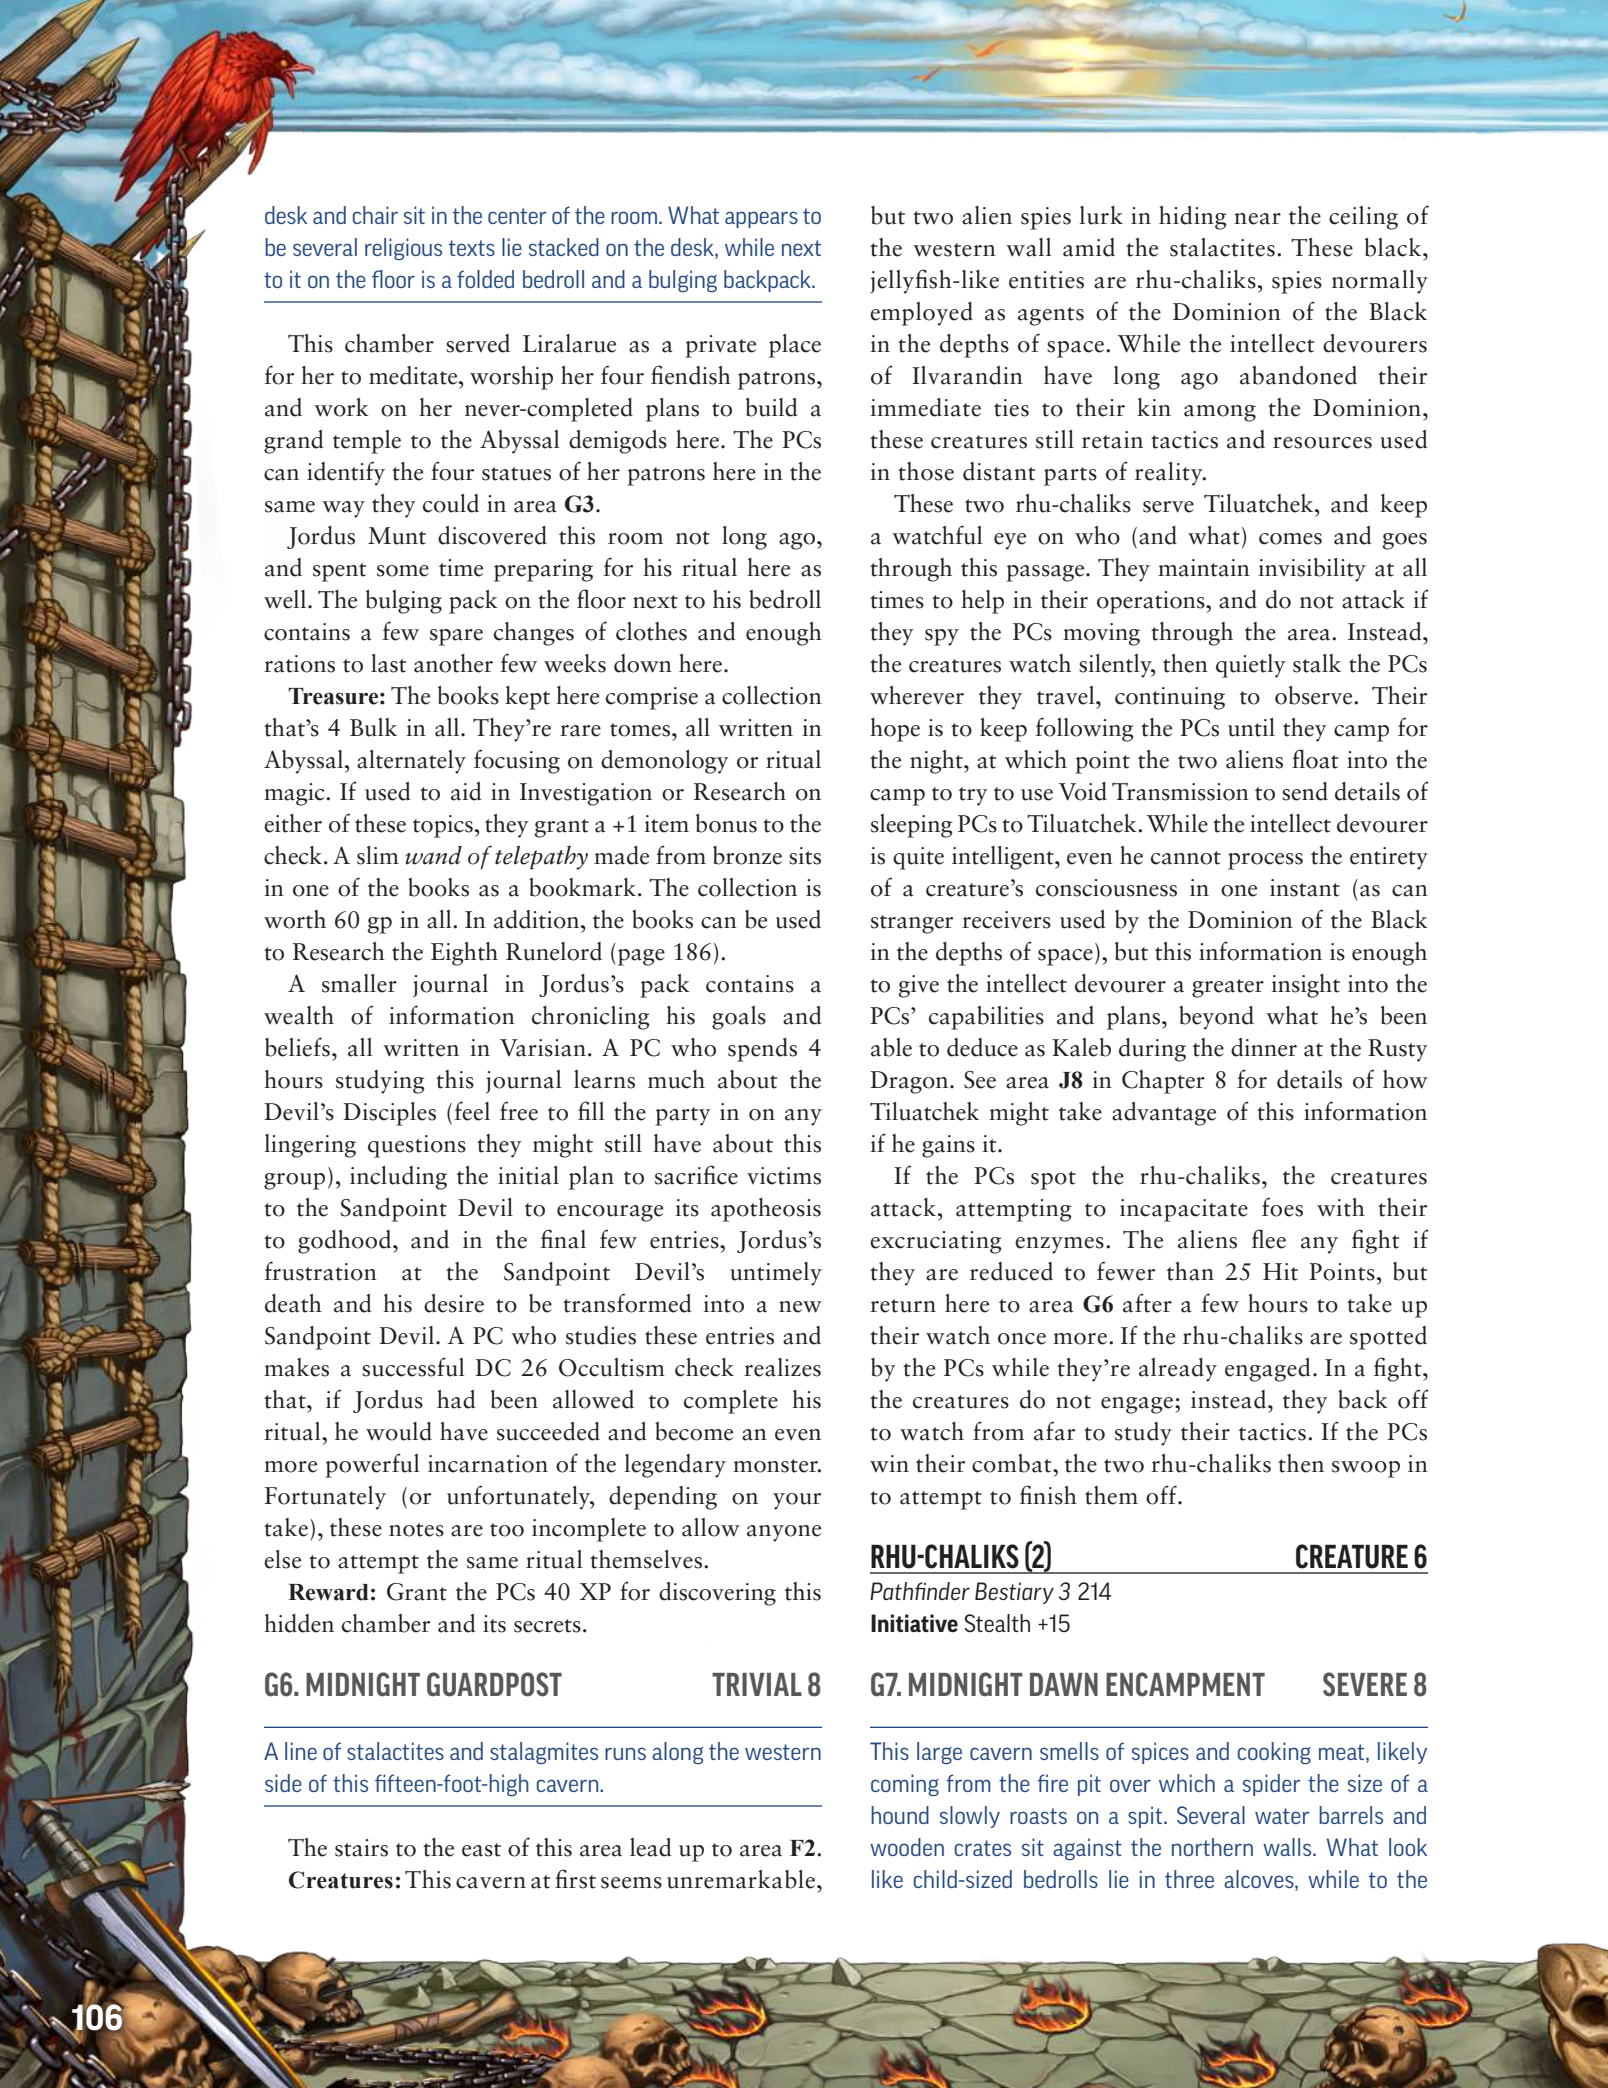 desk and chair sit in the center of the room. What appears to
be several religious texts lie stacked on the desk, while next
to it on the floor is a folded bedroll and a bulging backpack.
This chamber served Liralarue as a private place
for her to meditate, worship her four fiendish patrons,
and work on her never-completed plans to build a
grand temple to the Abyssal demigods here. The PCs
can identify the four statues of her patrons here in the
same way they could in area G3.
Jordus Munt discovered this room not long ago,
and spent some time preparing for his ritual here as
well. The bulging pack on the floor next to his bedroll
contains a few spare changes of clothes and enough
rations to last another few weeks down here.
Treasure: The books kept here comprise a collection
that's 4 Bulk in all. They're rare tomes, all written in
Abyssal, alternately focusing on demonology or ritual
magic. If used to aid in Investigation or Research on
either of these topics, they grant a +1 item bonus to the
check. A slim wand of telepathy made from bronze sits
in one of the books as a bookmark. The collection is
worth 60 gp in all. In addition, the books can be used
to Research the Eighth Runelord (page 186).
A smaller journal in Jordus's pack contains a
wealth of information chronicling his goals and
beliefs, all written in Varisian. A PC who spends 4
hours studying this journal learns much about the
Devil's Disciples (feel free to fill the party in on any
lingering questions they might still have about this
group), including the initial plan to sacrifice victims
to the Sandpoint Devil to encourage its apotheosis
to godhood, and in the final few entries, Jordus's
frustration at the Sandpoint Devil's untimely
death and his desire to be transformed into a new
Sandpoint Devil. A PC who studies these entries and
makes a successful DC 26 Occultism check realizes
that, if Jordus had been allowed to complete his
ritual, he would have succeeded and become an even
more powerful incarnation of the legendary monster.
Fortunately (or unfortunately, depending on your
take), these notes are too incomplete to allow anyone
else to attempt the same ritual themselves.
Reward: Grant the PCs 40 XP for discovering this
hidden chamber and its secrets.
G6. MIDNIGHT GUARDPOST TRIVIAL 8
A line of stalactites and stalagmites runs along the western
side of this fifteen-foot-high cavern.
The stairs to the east of this area lead up to area F2.
Creatures: This cavern at first seems unremarkable,
but two alien spies lurk in hiding near the ceiling of
the western wall amid the stalactites. These black,
jellyfish-like entities are rhu-chaliks, spies normally
employed as agents of the Dominion of the Black
in the depths of space. While the intellect devourers
of Ilvarandin have long ago abandoned their
immediate ties to their kin among the Dominion,
these creatures still retain tactics and resources used
in those distant parts of reality.
These two rhu-chaliks serve Tiluatchek, and keep
a watchful eye on who (and what) comes and goes
through this passage. They maintain invisibility at all
times to help in their operations, and do not attack if
they spy the PCs moving through the area. Instead,
the creatures watch silently, then quietly stalk the PCs
wherever they travel, continuing to observe. Their
hope is to keep following the PCs until they camp for
the night, at which point the two aliens float into the
camp to try to use Void Transmission to send details of
sleeping PCs to Tiluatchek. While the intellect devourer
is quite intelligent, even he cannot process the entirety
of a creature's consciousness in one instant (as can
stranger receivers used by the Dominion of the Black
in the depths of space), but this information is enough
to give the intellect devourer a greater insight into the
PCs' capabilities and plans, beyond what he's been
able to deduce as Kaleb during the dinner at the Rusty
Dragon. See area J8 in Chapter 8 for details of how
Tiluatchek might take advantage of this information
if he gains it.
If the PCs spot the rhu-chaliks, the creatures
attack, attempting to incapacitate foes with their
excruciating enzymes. The aliens flee any fight if
they are reduced to fewer than 25 Hit Points, but
return here to area G6 after a few hours to take up
their watch once more. If the rhu-chaliks are spotted
by the PCs while they're already engaged. In a fight,
the creatures do not engage; instead, they back off
to watch from afar to study their tactics. If the PCs
win their combat, the two rhu-chaliks then swoop in
to attempt to finish them off.
RHU-CHALIKS (2) CREATURE 6
Pathfinder Bestiary 3 214
Initiative Stealth +15
G7. MIDNIGHT DAWN ENCAMPMENT SEVERE 8
This large cavern smells of spices and cooking meat, likely
coming from the fire pit over which a spider the size of a
hound slowly roasts on a spit. Several water barrels and
wooden crates sit against the northern walls. What look
like child-sized bedrolls lie in three alcoves, while to the
106